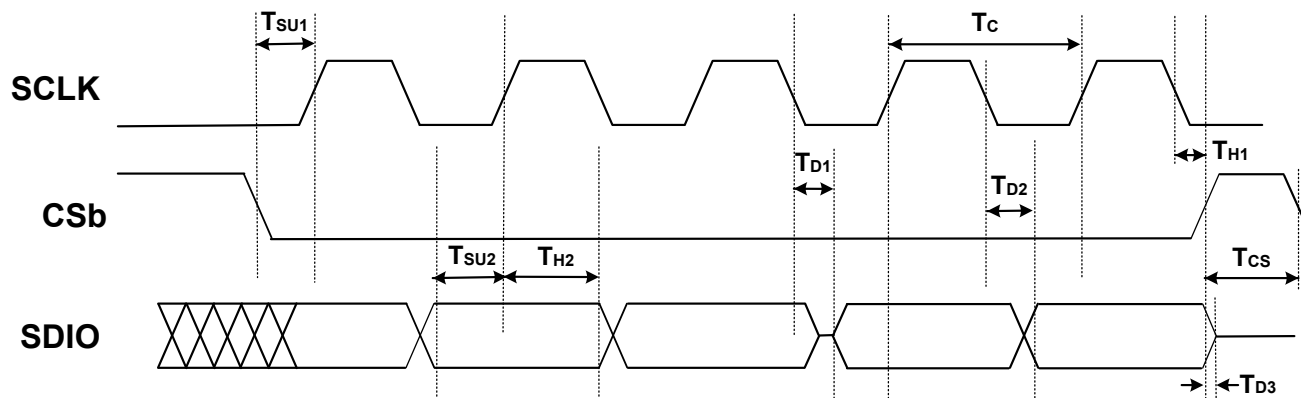 TSU1
TC
SCLK
TD1
TH1
TD2
CSb
TSU2
TH2
TCS
SDIO
TD3